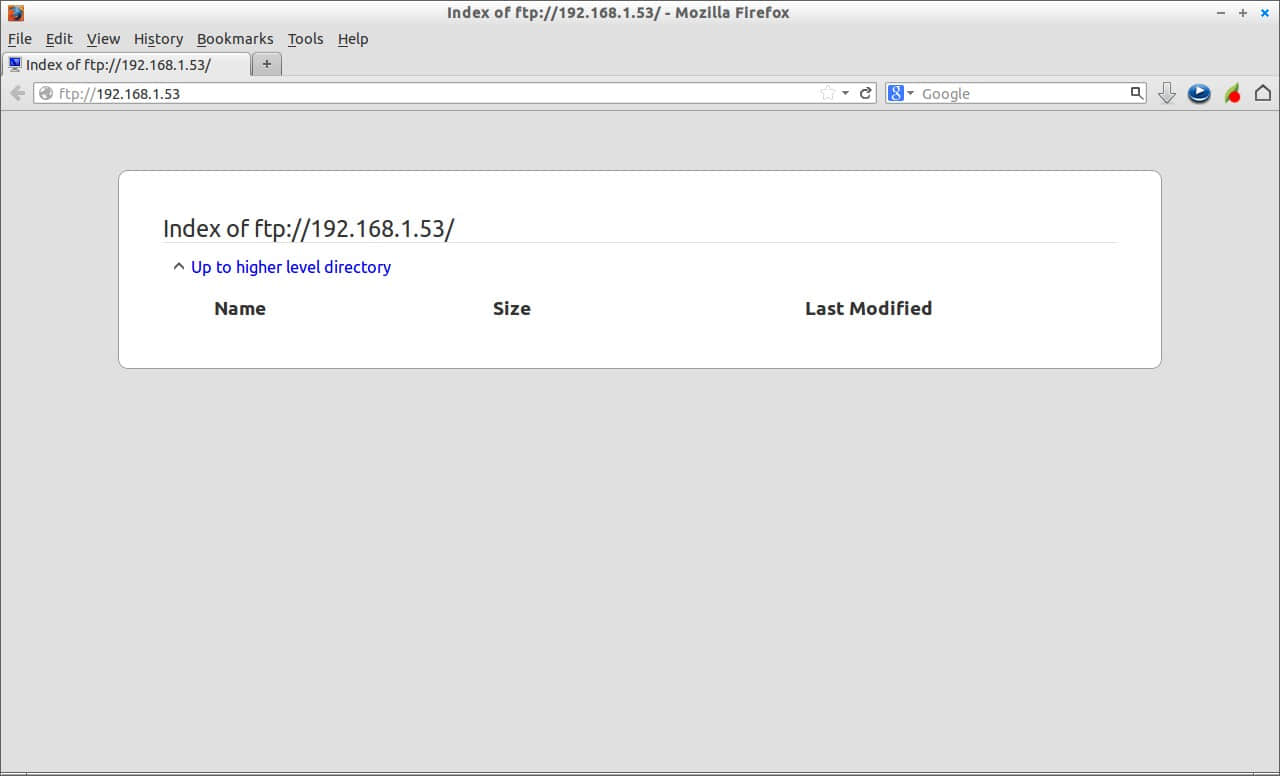 Index of ftp://192.168.1.53/ - Mozilla Firefox
File Edit View History Bookmarks Tools Help
Index of ftp://192.168.1.53/
ftp://192.168.1.53
Google
Index of ftp://192.168.1.53/
Up to higher level directory
Name Size Last Modified